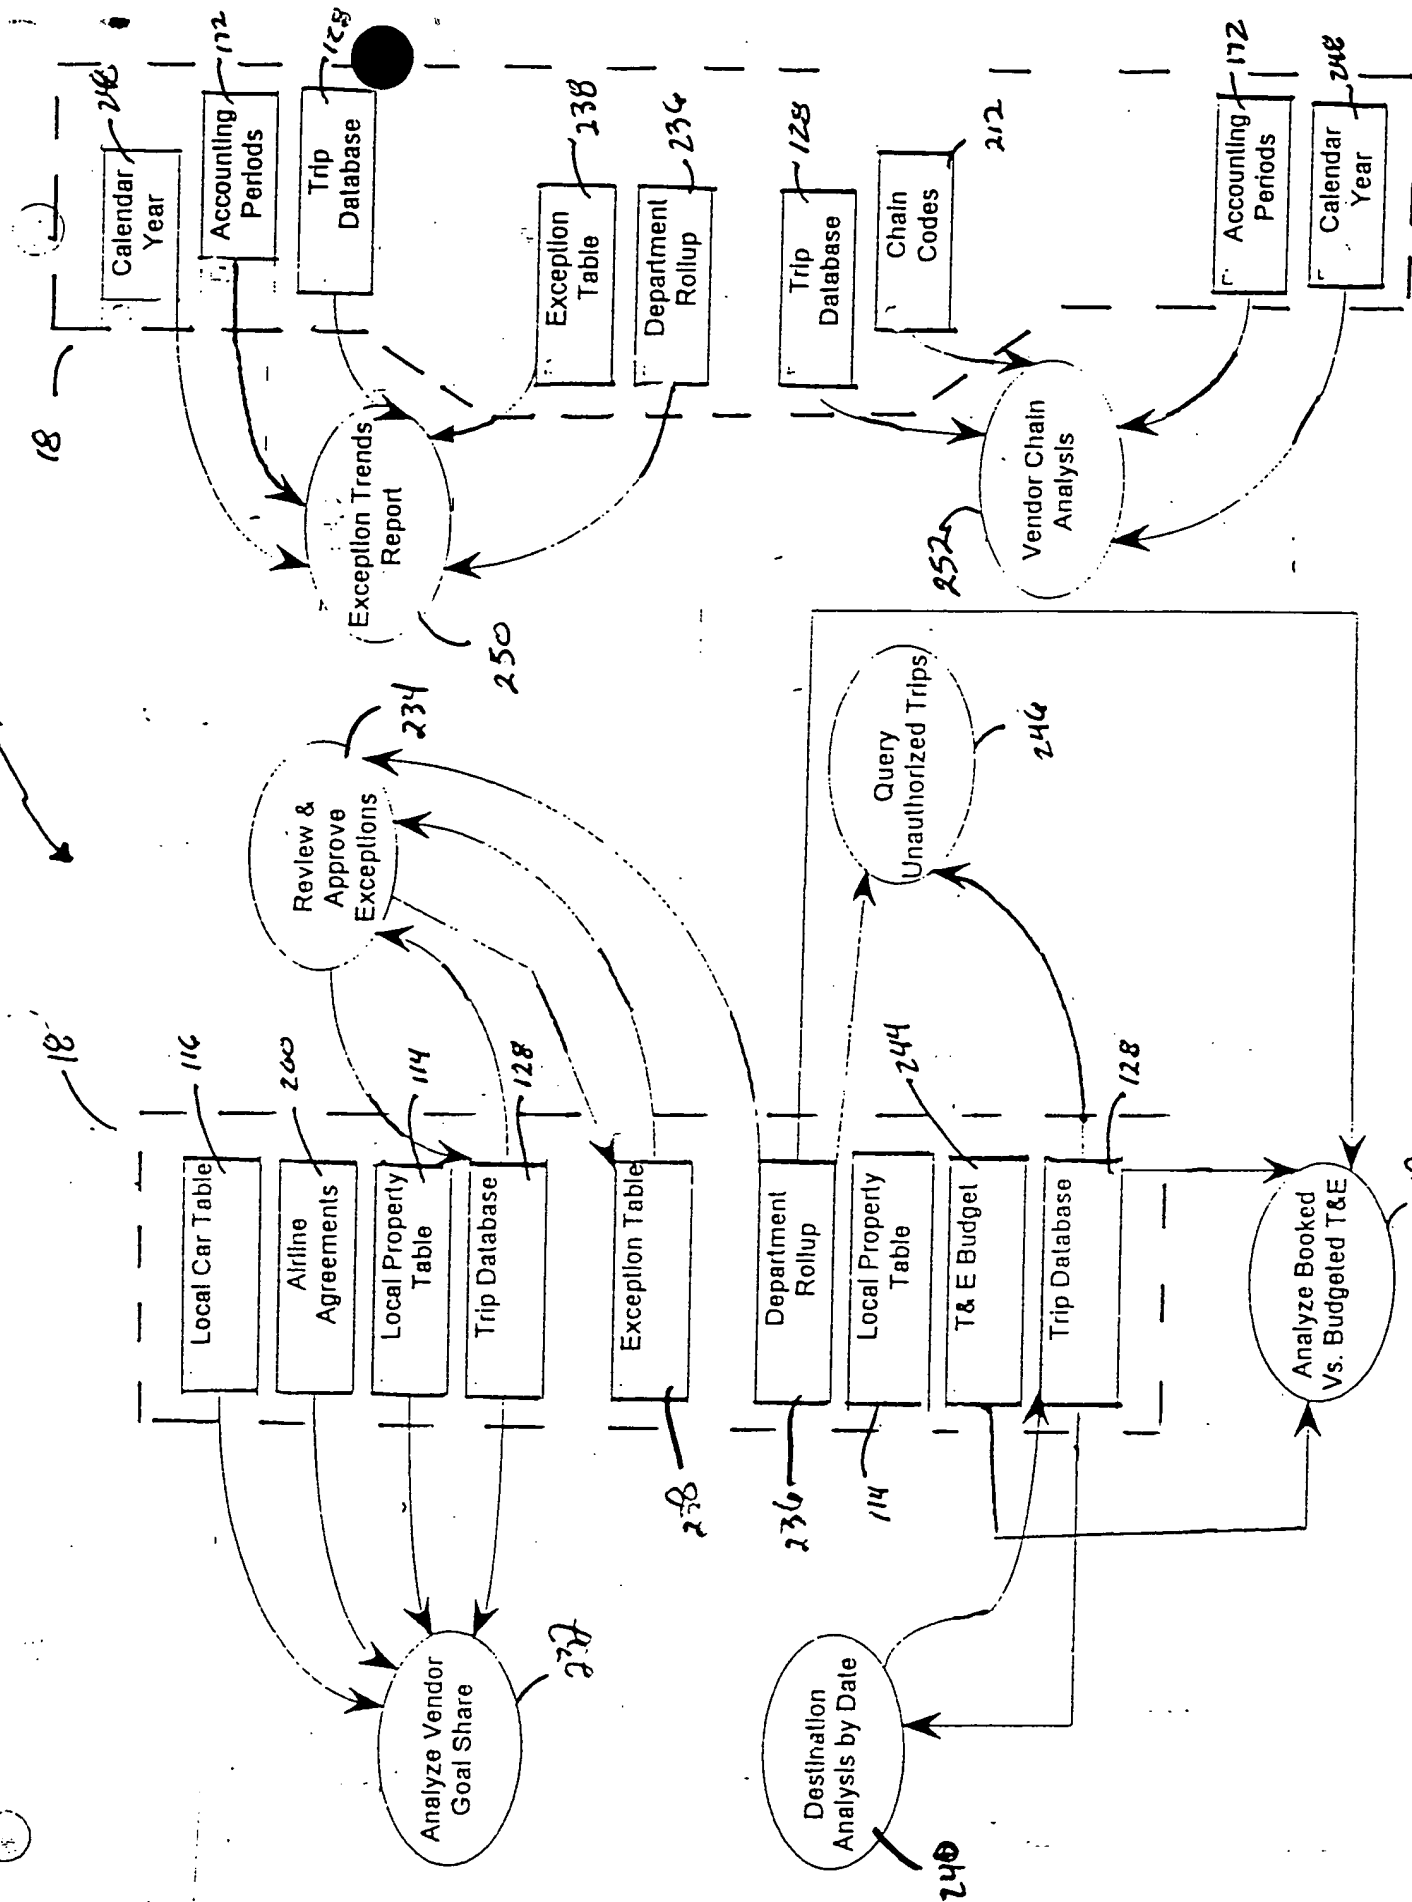 18
116
Local Car Table
200
Airline
Agreements
114
Local Property
Table
128
Trip Database
Exception Table
238
Department
Rollup
236
Local Property
Table
114
T& E Budget
244
Trip Database
128
Analyze Vendor
Goal Share
232
Destination
Analysis by Date
240
Review &
Approve
Exceptions
234
Query
Unauthorized Trips
246
Analyze Booked
Vs. Budgeted T&E
18
Calendar
Year
248
Accounting
Periods
172
Trip
Database
128
Exception
Table
238
Department
Rollup
236
Trip
Database
128
Chain
Codes
212
Accounting
Periods
172
Calendar
Year
248
Exception Trends
Report
250
Vendor Chain
Analysis
252